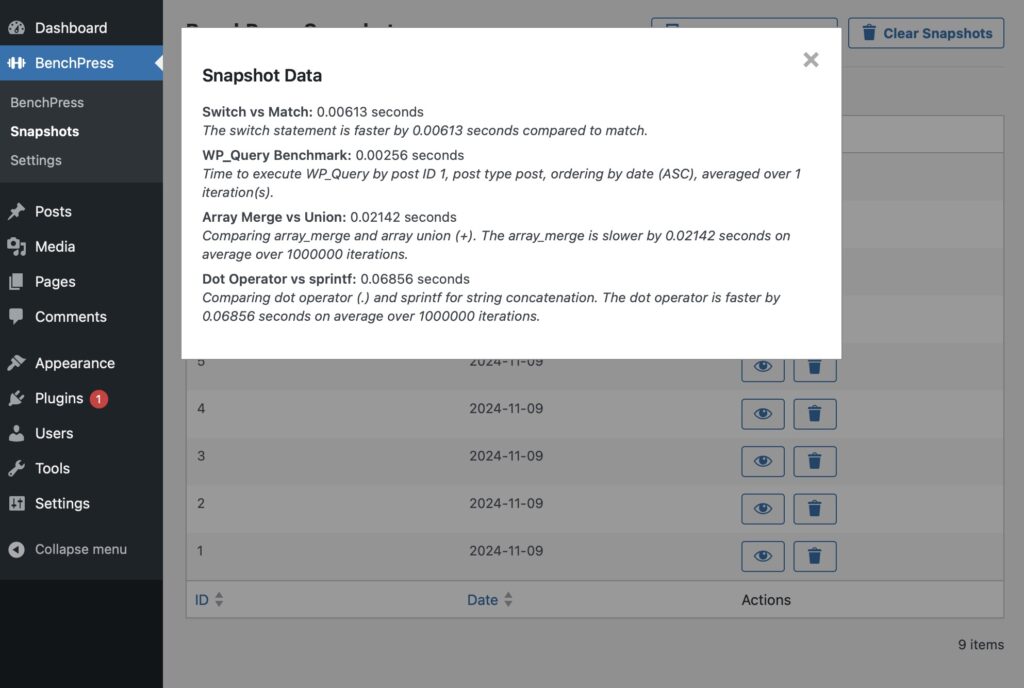 Dashboard
BenchPress
BenchPress
Snapshots
Settings
Posts
Media
Pages
Comments
Appearance
Plugins 1
Users
Tools
Settings
Collapse menu
Clear Snapshots
Snapshot Data
Switch vs Match: 0.00613 seconds
The switch statement is faster by 0.00613 seconds compared to match.
WP_Query Benchmark: 0.00256 seconds
Time to execute WP_Query by post ID 1, post type post, ordering by date (ASC), averaged over 1
iteration(s).
Array Merge vs Union: 0.02142 seconds
Comparing array_merge and array union (+). The array_merge is slower by 0.02142 seconds on
average over 1000000 iterations.
Dot Operator vs sprintf: 0.06856 seconds
Comparing dot operator (.) and sprintf for string concatenation. The dot operator is faster by
0.06856 seconds on average over 1000000 iterations.
5 2024-11-09
4 2024-11-09
3 2024-11-09
2 2024-11-09
1 2024-11-09
ID Date Actions
9 items